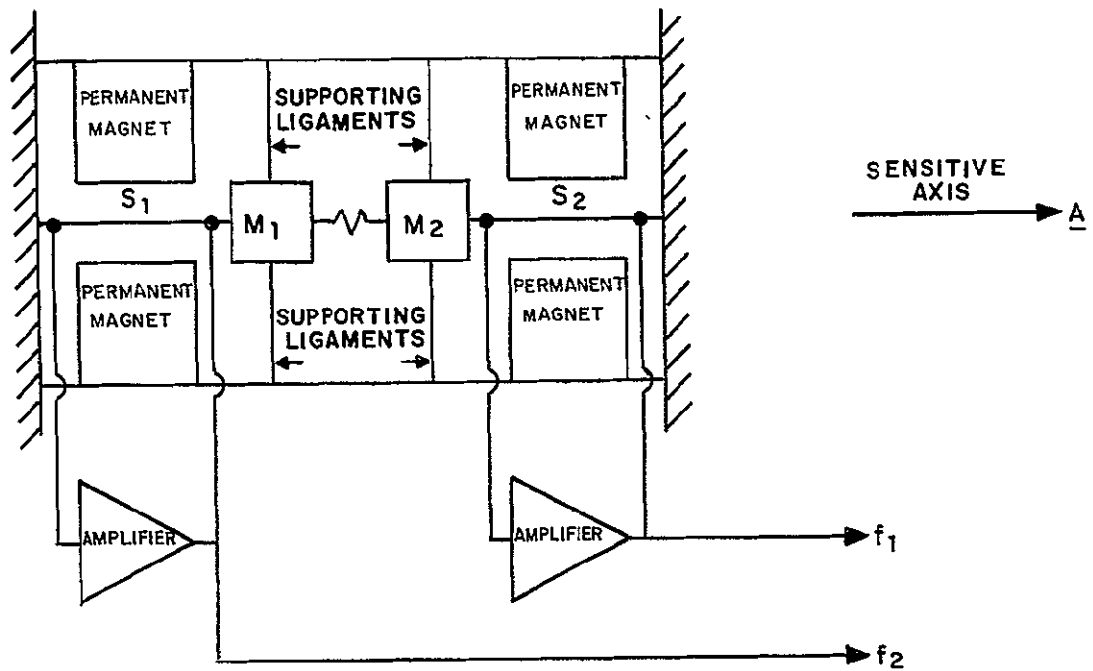 PERMANENT
MAGNET
SUPPORTING
LIGAMENTS
PERMANENT
MAGNET
S1
S2
M1
M2
SENSITIVE
AXIS
A
PERMANENT
MAGNET
SUPPORTING
LIGAMENTS
PERMANENT
MAGNET
AMPLIFIER
AMPLIFIER
f1
f2